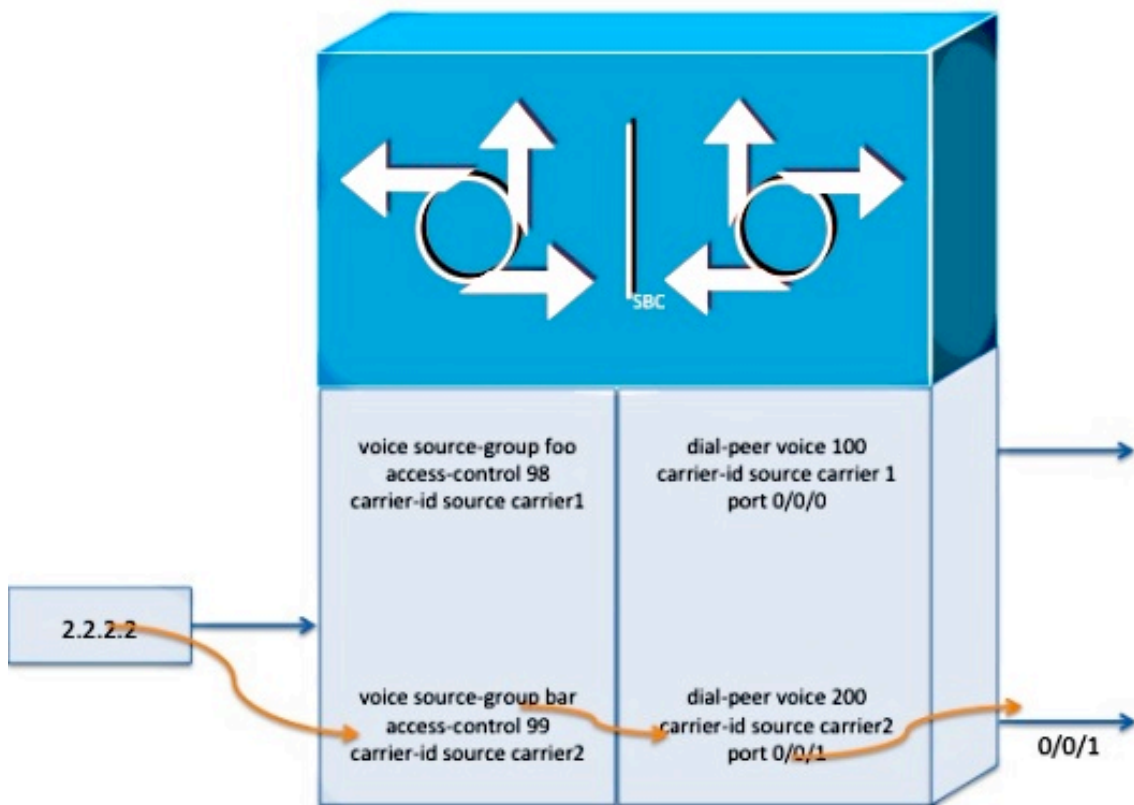 SBC
voice source-group foo
access-control 98
carrier-id source carrier1
dial-peer voice 100
carrier-id source carrier 1
port 0/0/0
2.2.2.2
voice source-group bar
access-control 99
carrier-id source carrier2
dial-peer voice 200
carrier-id source carrier2
port 0/0/1
0/0/1